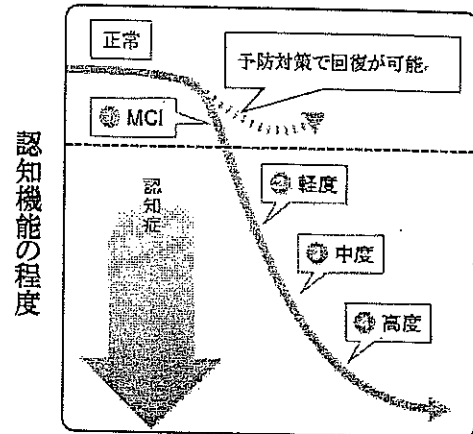 正常
予防対策で回復が可能
MCI
認知症
軽度
中度
高度
認知機能の程度